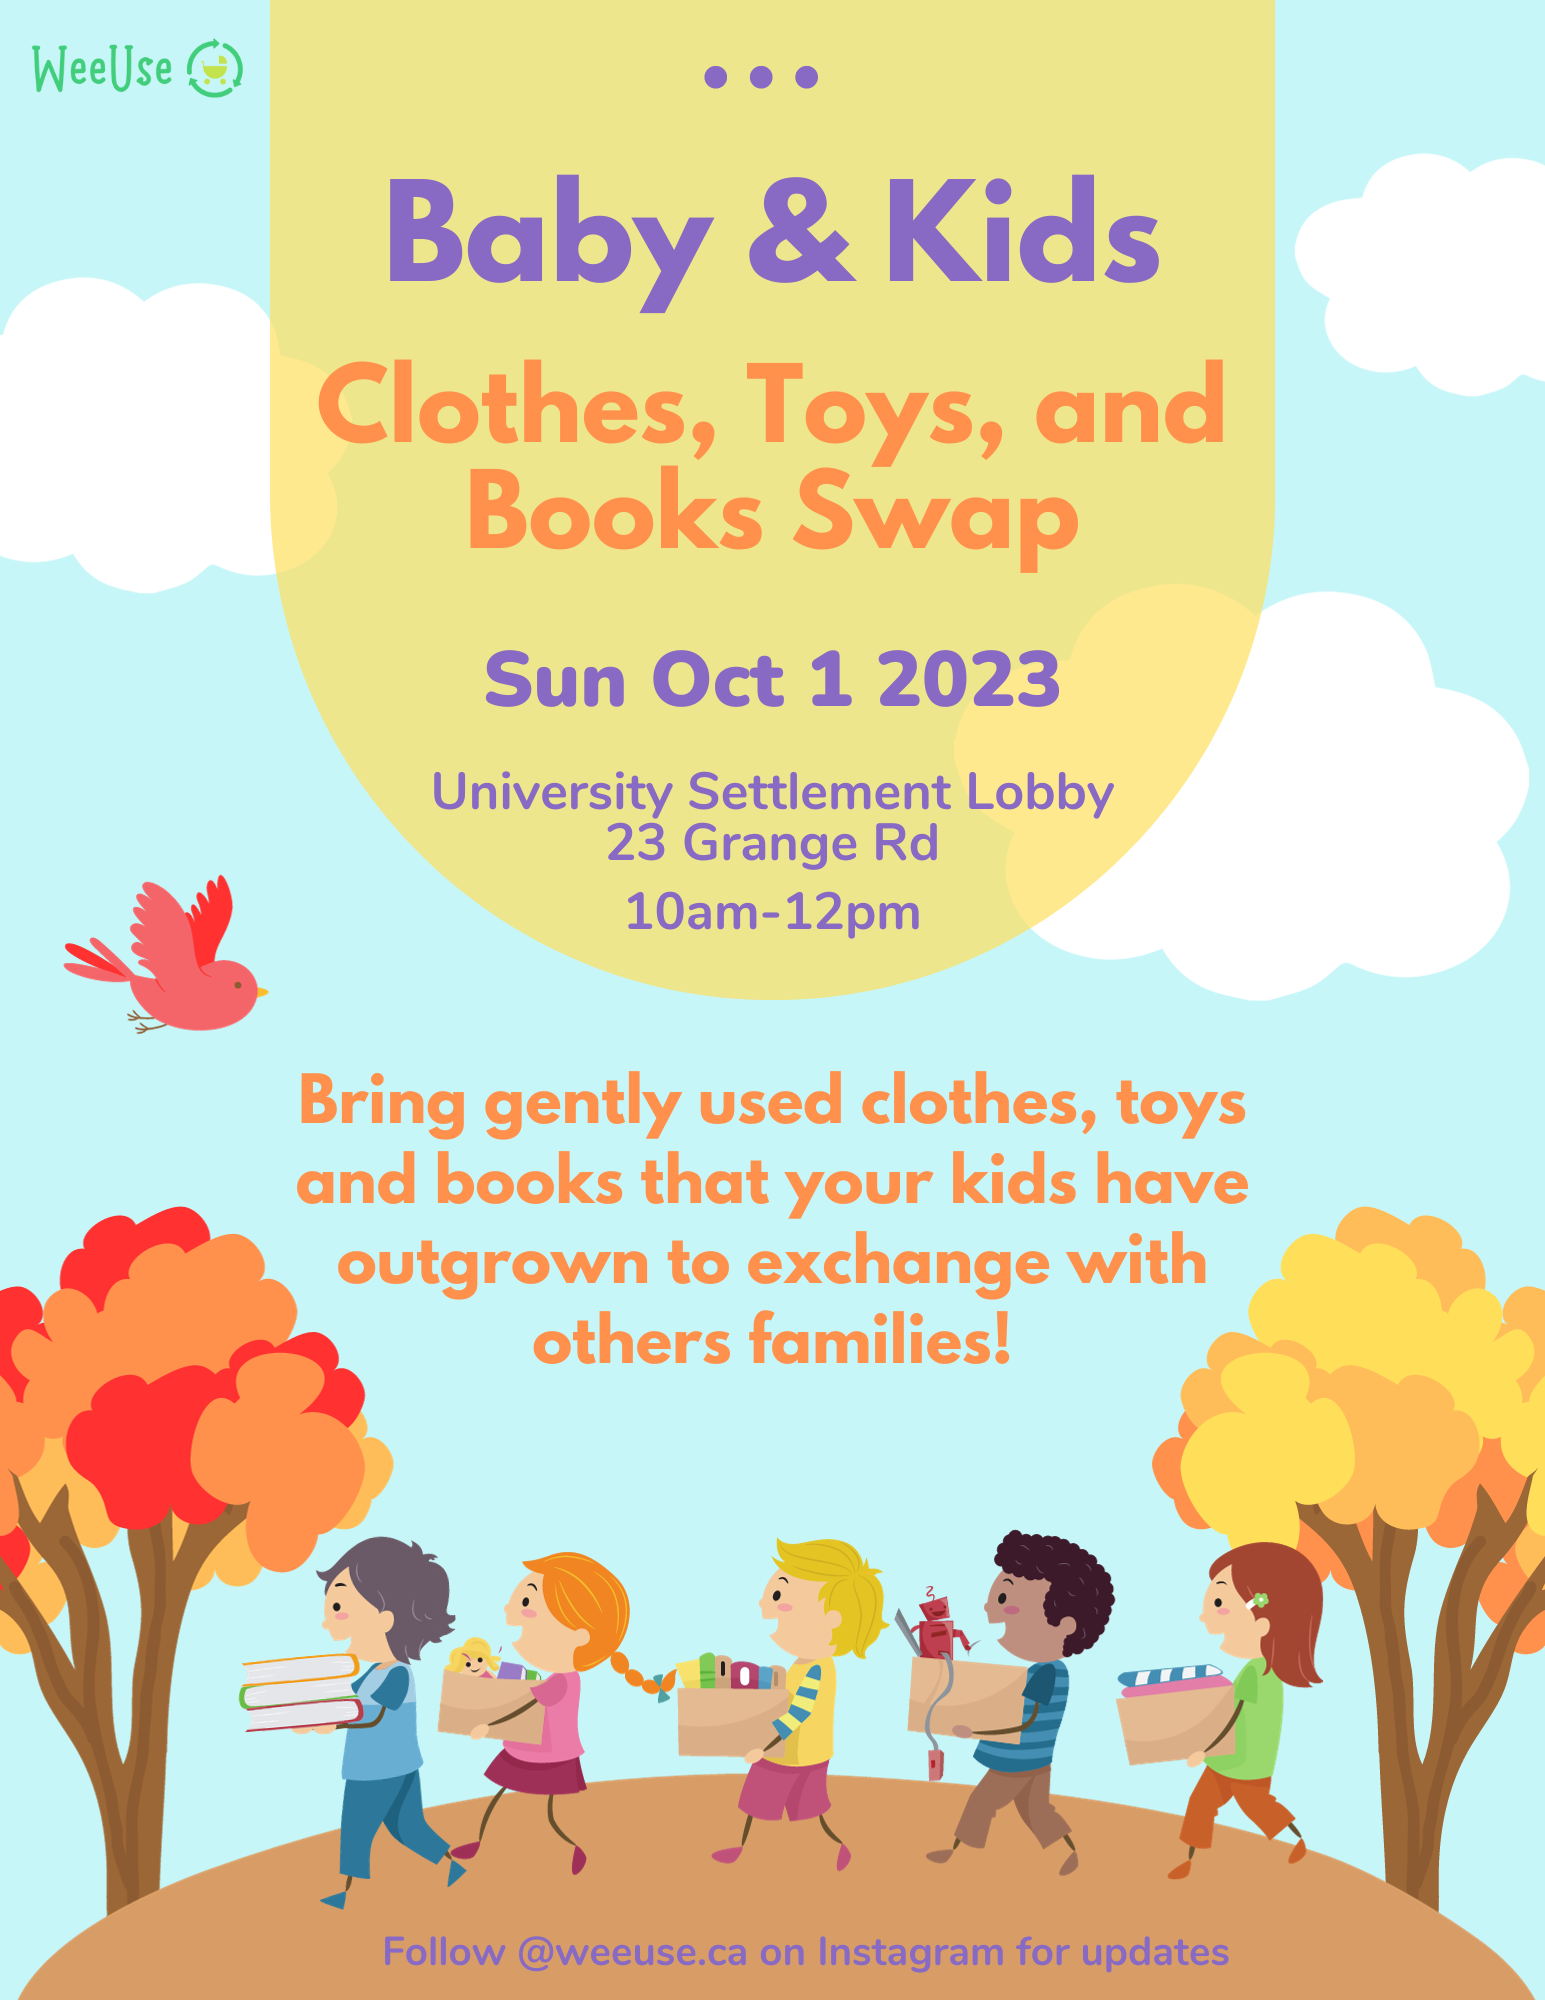 WeeUse
Baby & Kids
Clothes, Toys, and
Books Swap
Sun Oct 1 2023
University Settlement Lobby
23 Grange Rd
10am-12pm
Bring gently used clothes, toys
and books that your kids have
outgrown to exchange with
others families!
Follow @weeuse.ca on Instagram for updates